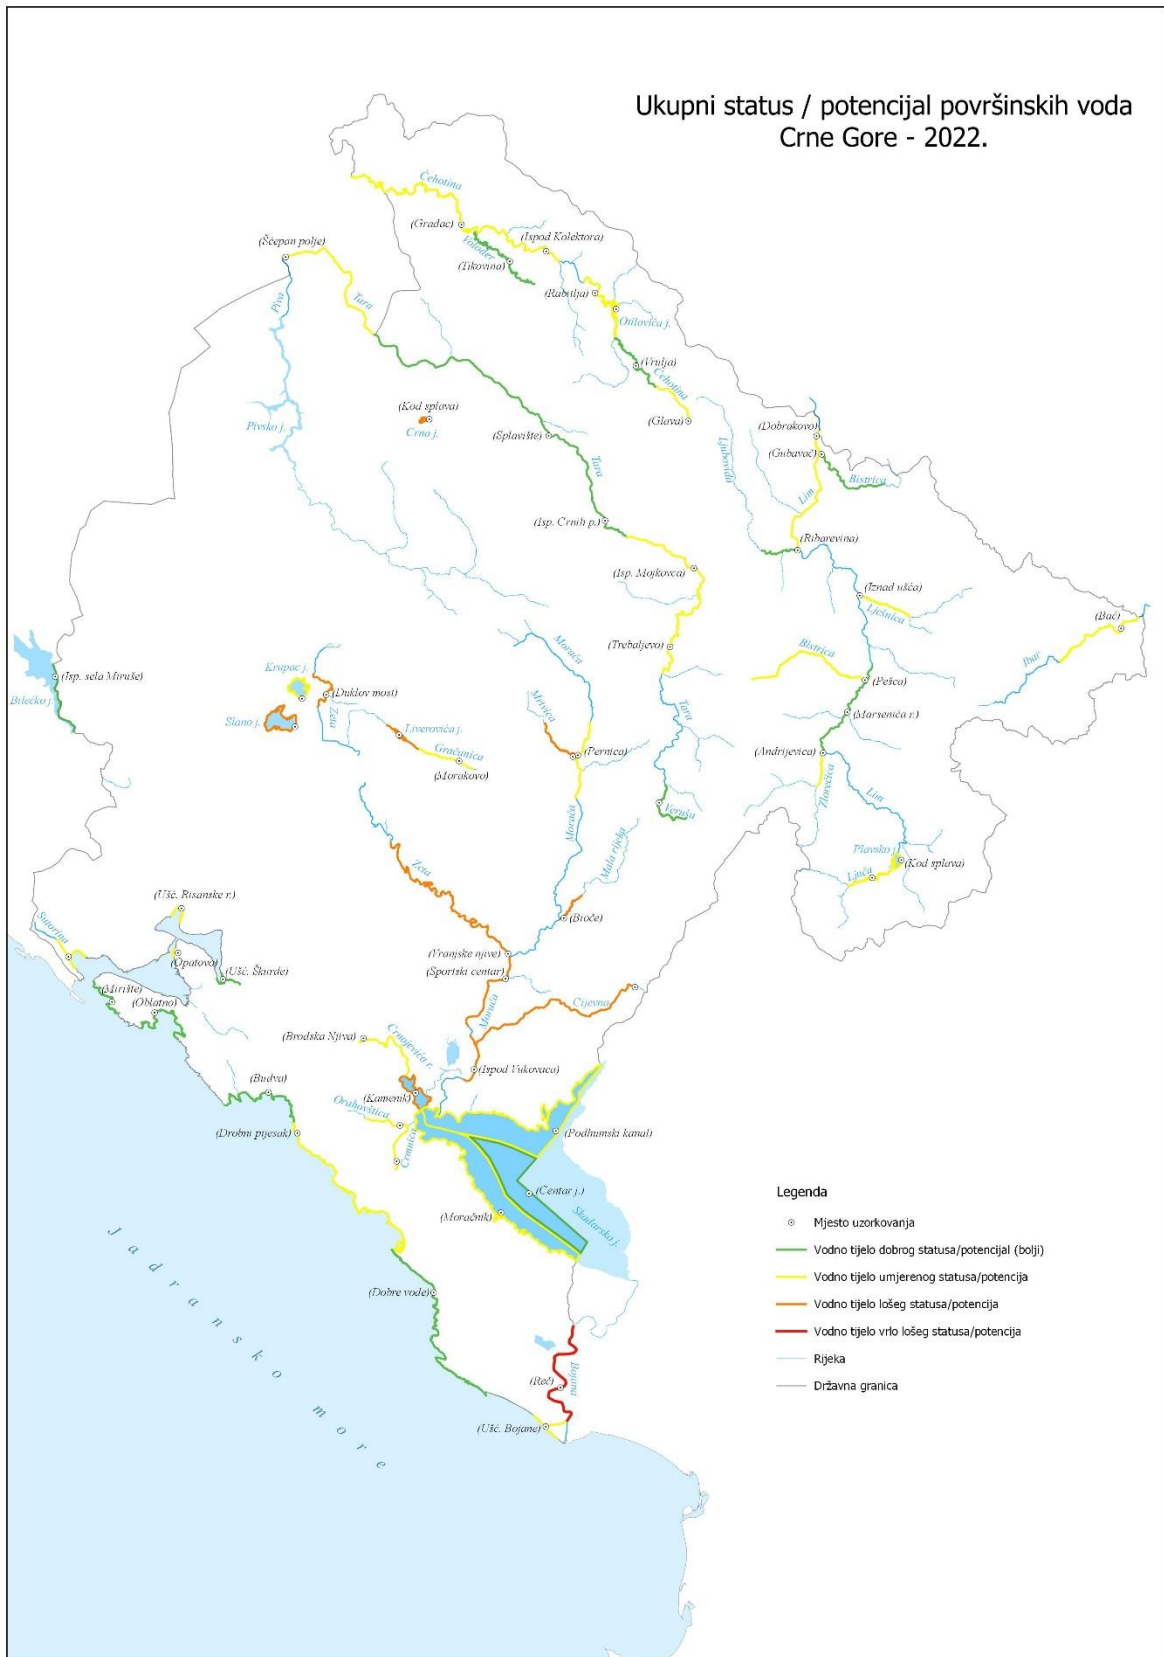 Ukupni status / potencijal površinskih voda
Crne Gore - 2022.
Ćehotina
(Gradac)
Voloder
(Ispod Kolektora)
(Šćepan polje)
(Tikovina)
(Rabitlja)
Piva
Tara
Otilovića j.
(Vrulja)
Ćehotina
(Kod splava)
Crno j.
Pivsko j.
(Glava)
(Splavište)
(Dobrakovo)
(Gubavač)
Ljuboviđa
Tara
Bistrica
Lim
(Isp. Crnih p.)
(Ribarevina)
(Isp. Mojkovca)
(Iznad ušća)
Lješnica
(Bać)
(Trebaljevo)
Morača
Bistrica
Ibar
Krupac j.
(Isp. sela Miruše)
(Pešca)
Bilećko j.
(Duklov most)
Mrtvica
Tara
(Marsenića r.)
Slano j.
Zeta
Liverovića j.
Gračanica
(Morakovo)
(Pernica)
(Andrijevica)
Zlorečica
Lim
Veruša
Morača
Mala rijeka
Plavsko j.
(Kod splava)
Ljuča
Zeta
(Ušć. Risanske r.)
(Bioče)
Sutorina
(Opatovo)
(Vranjske njive)
(Ušć. Škurde)
(Sportski centar)
(Mirište)
(Oblatno)
Cijevna
Morača
(Brodska Njiva)
Crnojevića r.
(Ispod Vukovaca)
(Budva)
(Kamenik)
Orahovštica
(Drobni pijesak)
Crmnica
(Podhumski kanal)
(Centar j.)
(Moračnik)
Skadarsko j.
Jadransko more
(Dobre vode)
(Reč)
Bojana
(Ušć. Bojane)
Legenda
Mjesto uzorkovanja
Vodno tijelo dobrog statusa/potencijal (bolji)
Vodno tijelo umjerenog statusa/potencija
Vodno tijelo lošeg statusa/potencija
Vodno tijelo vrlo lošeg statusa/potencija
Rijeka
Državna granica